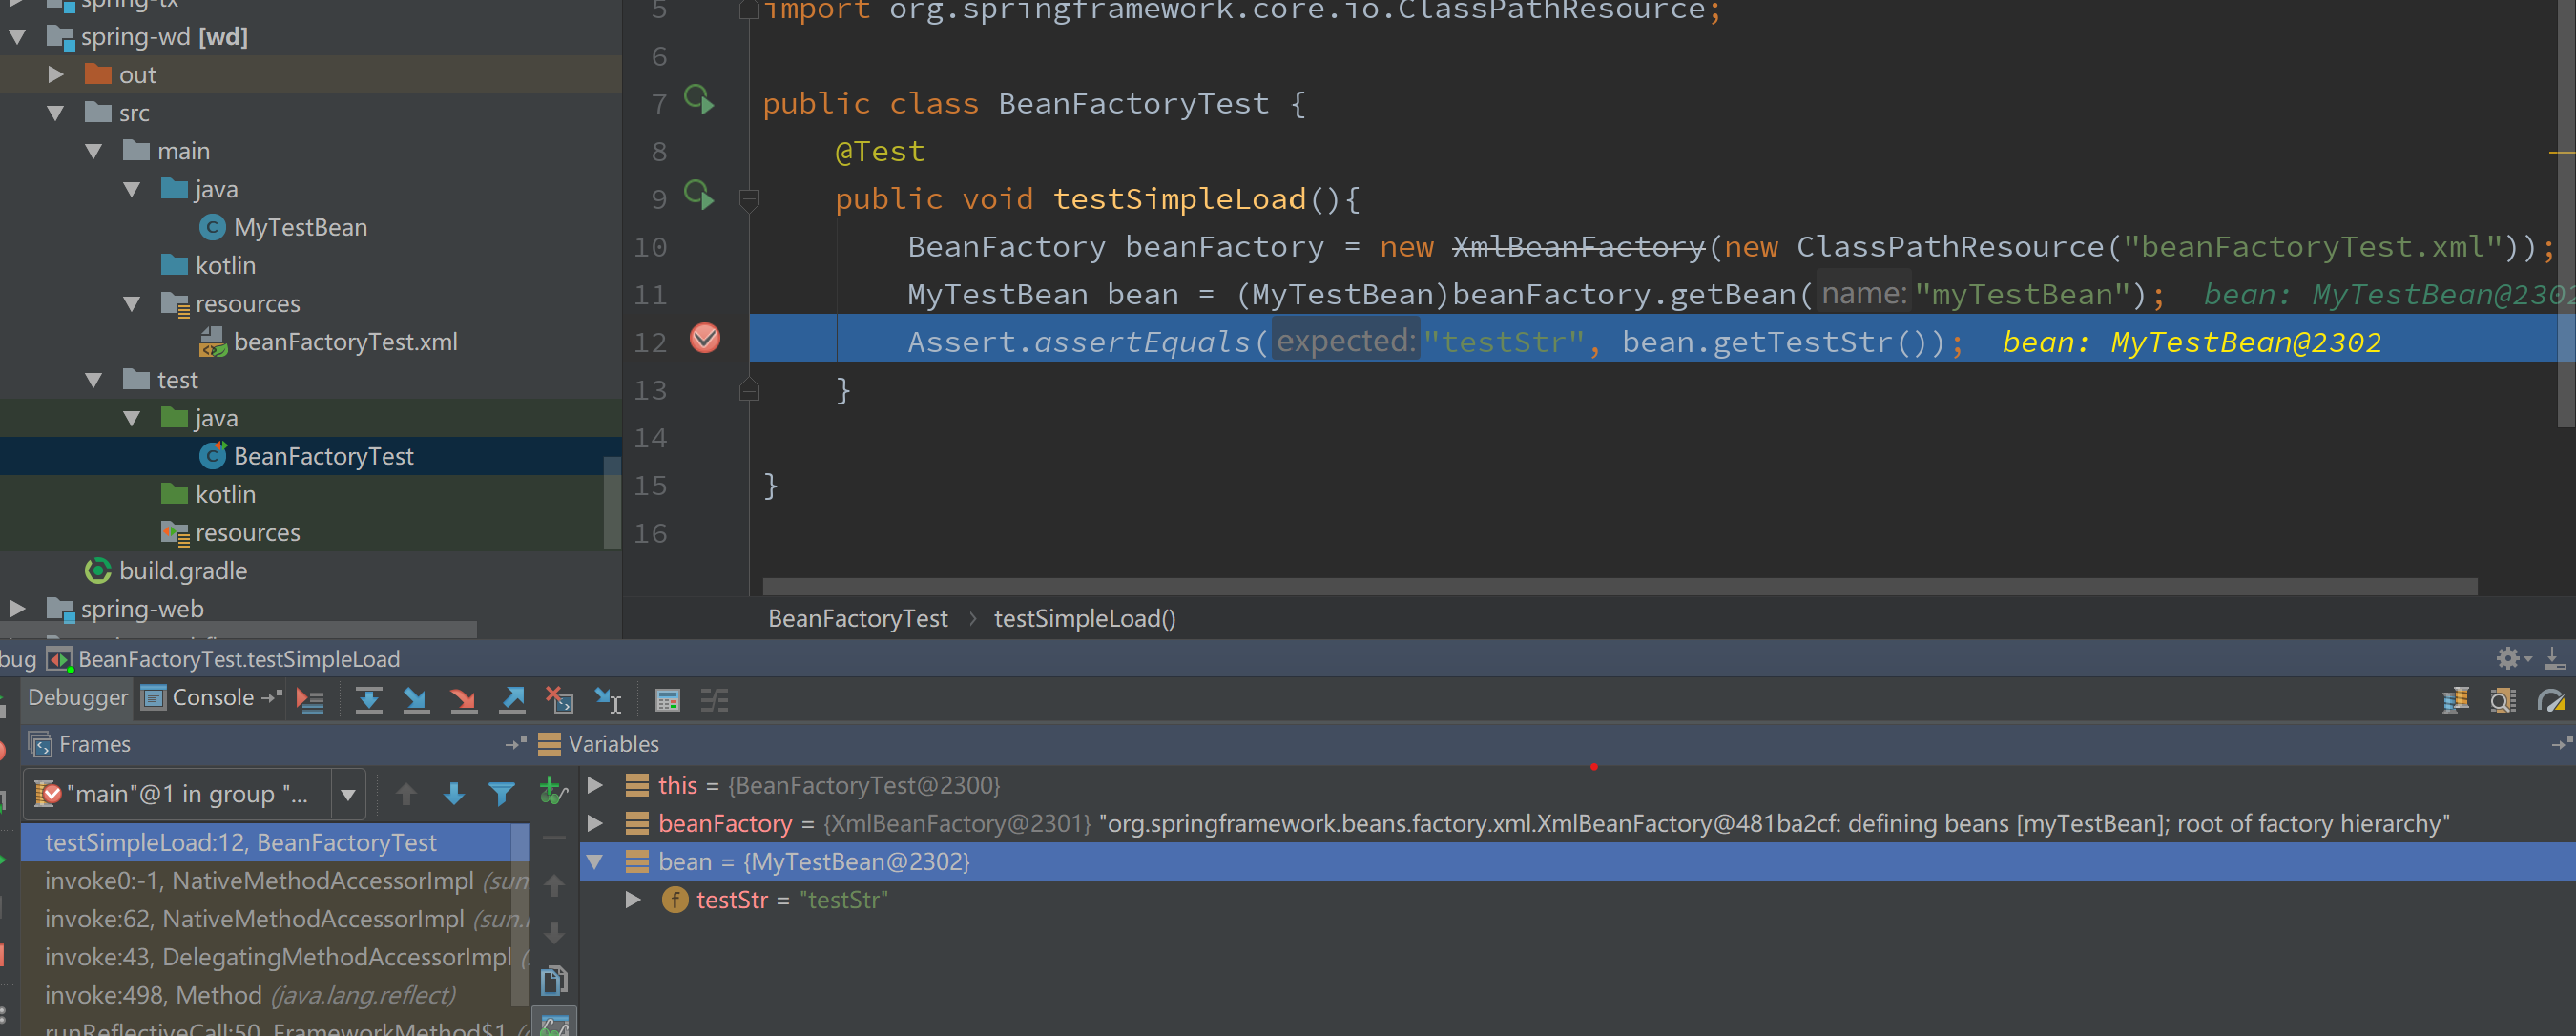 spring-tx
spring-wd [wd]
out
src
main
java
MyTestBean
kotlin
resources
beanFactoryTest.xml
test
java
BeanFactoryTest
kotlin
resources
build.gradle
spring-web
5 import org.springframework.core.io.ClassPathResource;
6
7 public class BeanFactoryTest {
8 @Test
9 public void testSimpleLoad(){
10 BeanFactory beanFactory = new XmlBeanFactory(new ClassPathResource("beanFactoryTest.xml"));
11 MyTestBean bean = (MyTestBean)beanFactory.getBean( name: "myTestBean"); bean: MyTestBean@2302
12 Assert.assertEquals( expected: "testStr", bean.getTestStr()); bean: MyTestBean@2302
13 }
14
15 }
16
BeanFactoryTest › testSimpleLoad()
bug BeanFactoryTest.testSimpleLoad
Debugger Console
Frames
"main"@1 in group "...
testSimpleLoad:12, BeanFactoryTest
invoke0:-1, NativeMethodAccessorImpl (sun
invoke:62, NativeMethodAccessorImpl (sun.
invoke:43, DelegatingMethodAccessorImpl (
invoke:498, Method (java.lang.reflect)
runReflectiveCall:50, FrameworkMethod$1
Variables
this = {BeanFactoryTest@2300}
beanFactory = {XmlBeanFactory@2301} "org.springframework.beans.factory.xml.XmlBeanFactory@481ba2cf: defining beans [myTestBean]; root of factory hierarchy"
bean = {MyTestBean@2302}
f testStr = "testStr"